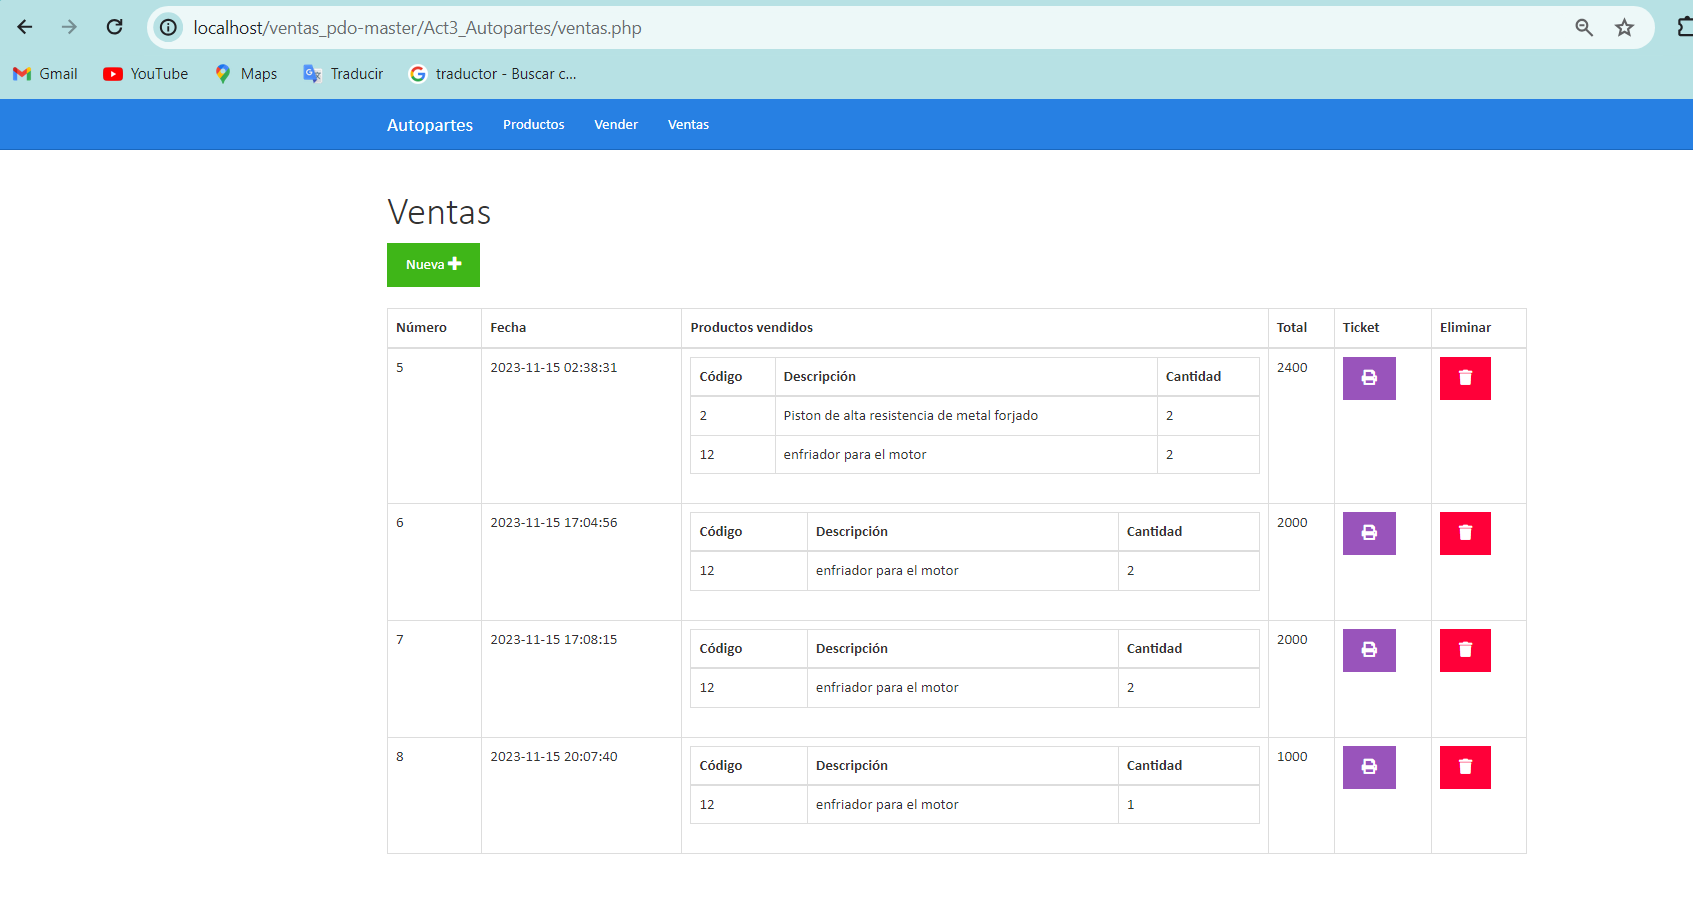 localhost/ventas_pdo-master/Act3_Autopartes/ventas.php
Gmail YouTube Maps Traducir traductor - Buscar c...
Autopartes Productos Vender Ventas
Ventas
Nueva
Número Fecha Productos vendidos Total Ticket Eliminar
5 2023-11-15 02:38:31 2400
Código Descripción Cantidad
2 Piston de alta resistencia de metal forjado 2
12 enfriador para el motor 2
6 2023-11-15 17:04:56 2000
Código Descripción Cantidad
12 enfriador para el motor 2
7 2023-11-15 17:08:15 2000
Código Descripción Cantidad
12 enfriador para el motor 2
8 2023-11-15 20:07:40 1000
Código Descripción Cantidad
12 enfriador para el motor 1